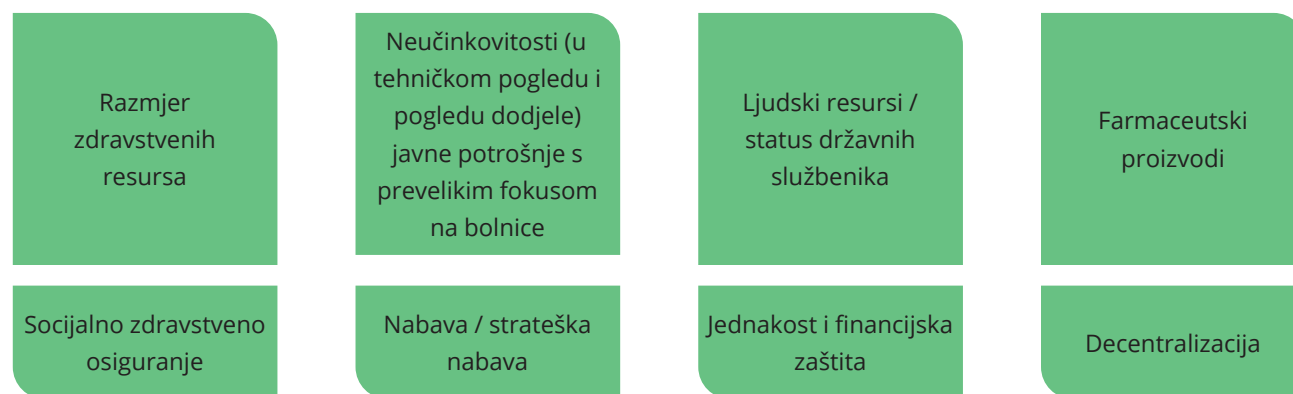 Razmjer
zdravstvenih
resursa
Neučinkovitosti (u
tehničkom pogledu i
pogledu dodjele)
javne potrošnje s
prevelikim fokusom
na bolnice
Ljudski resursi /
status državnih
službenika
Farmaceutski
proizvodi
Socijalno zdravstveno
osiguranje
Nabava / strateška
nabava
Jednakost i financijska
zaštita
Decentralizacija